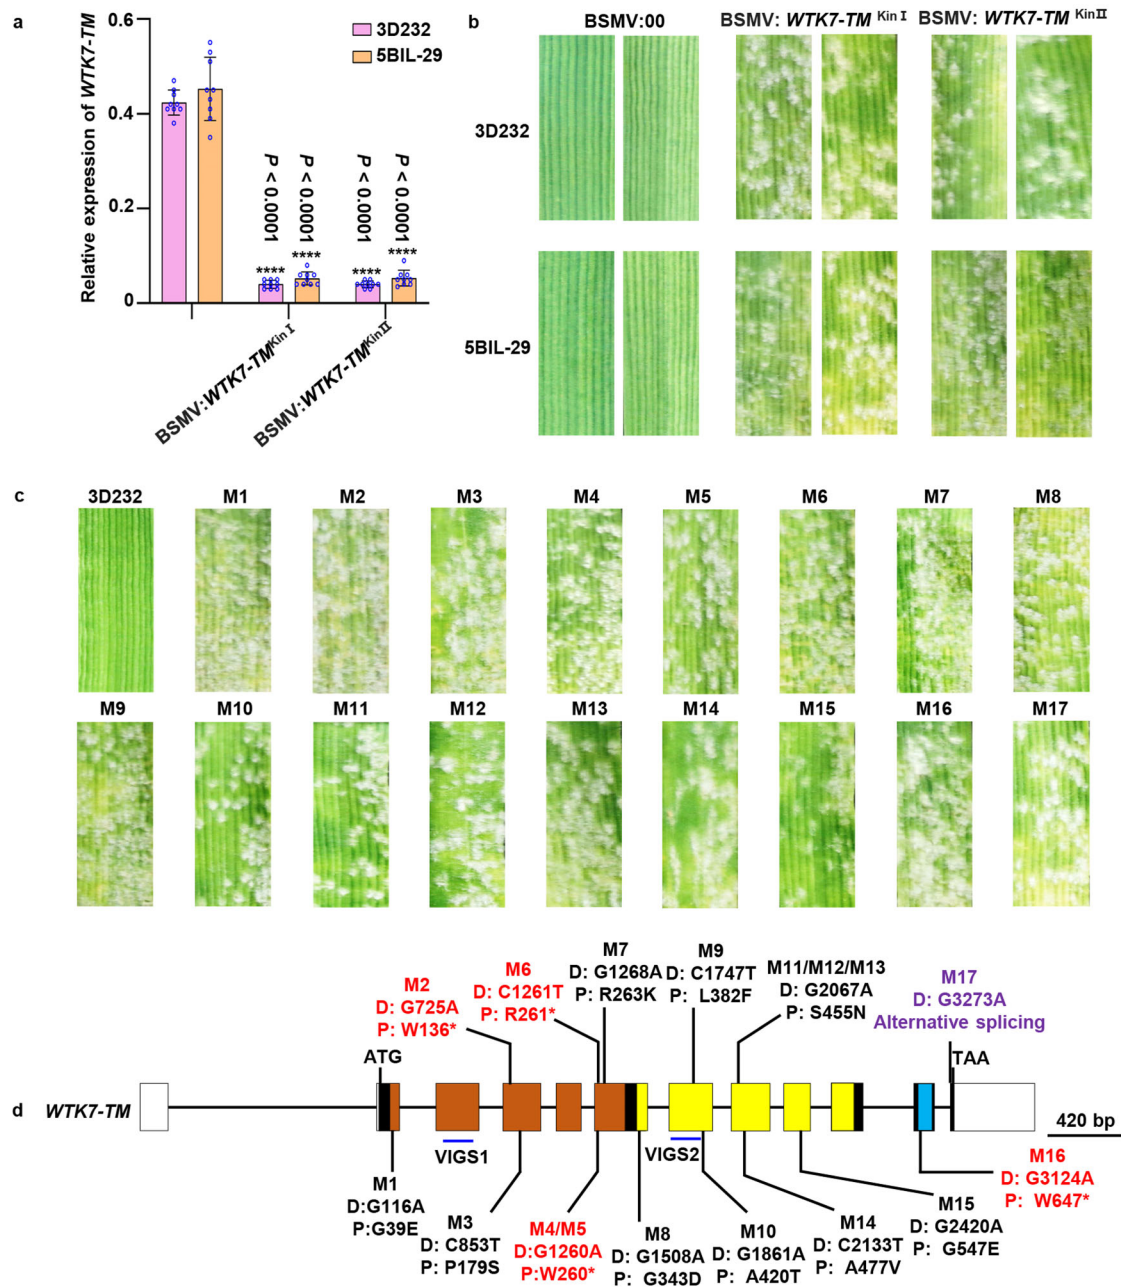 a
Relative expression of WTK7-TM
0.6
0.4
0.2
0
3D232
5BIL-29
P < 0.0001
P < 0.0001
P < 0.0001
P < 0.0001
****
****
****
****
BSMV:WTK7-TM Kin I
BSMV:WTK7-TM Kin II
b
BSMV:00
BSMV: WTK7-TM Kin I
BSMV: WTK7-TM Kin II
3D232
5BIL-29
c
3D232 M1 M2 M3 M4 M5 M6 M7 M8
M9 M10 M11 M12 M13 M14 M15 M16 M17
d
WTK7-TM
ATG
M2
D: G725A
P: W136*
M6
D: C1261T
P: R261*
M7
D: G1268A
P: R263K
M9
D: C1747T
P: L382F
M11/M12/M13
D: G2067A
P: S455N
M17
D: G3273A
Alternative splicing
TAA
420 bp
VIGS1
VIGS2
M1
D:G116A
P:G39E
M3
D: C853T
P: P179S
M4/M5
D:G1260A
P:W260*
M8
D: G1508A
P: G343D
M10
D: G1861A
P: A420T
M14
D: C2133T
P: A477V
M15
D: G2420A
P: G547E
M16
D: G3124A
P: W647*